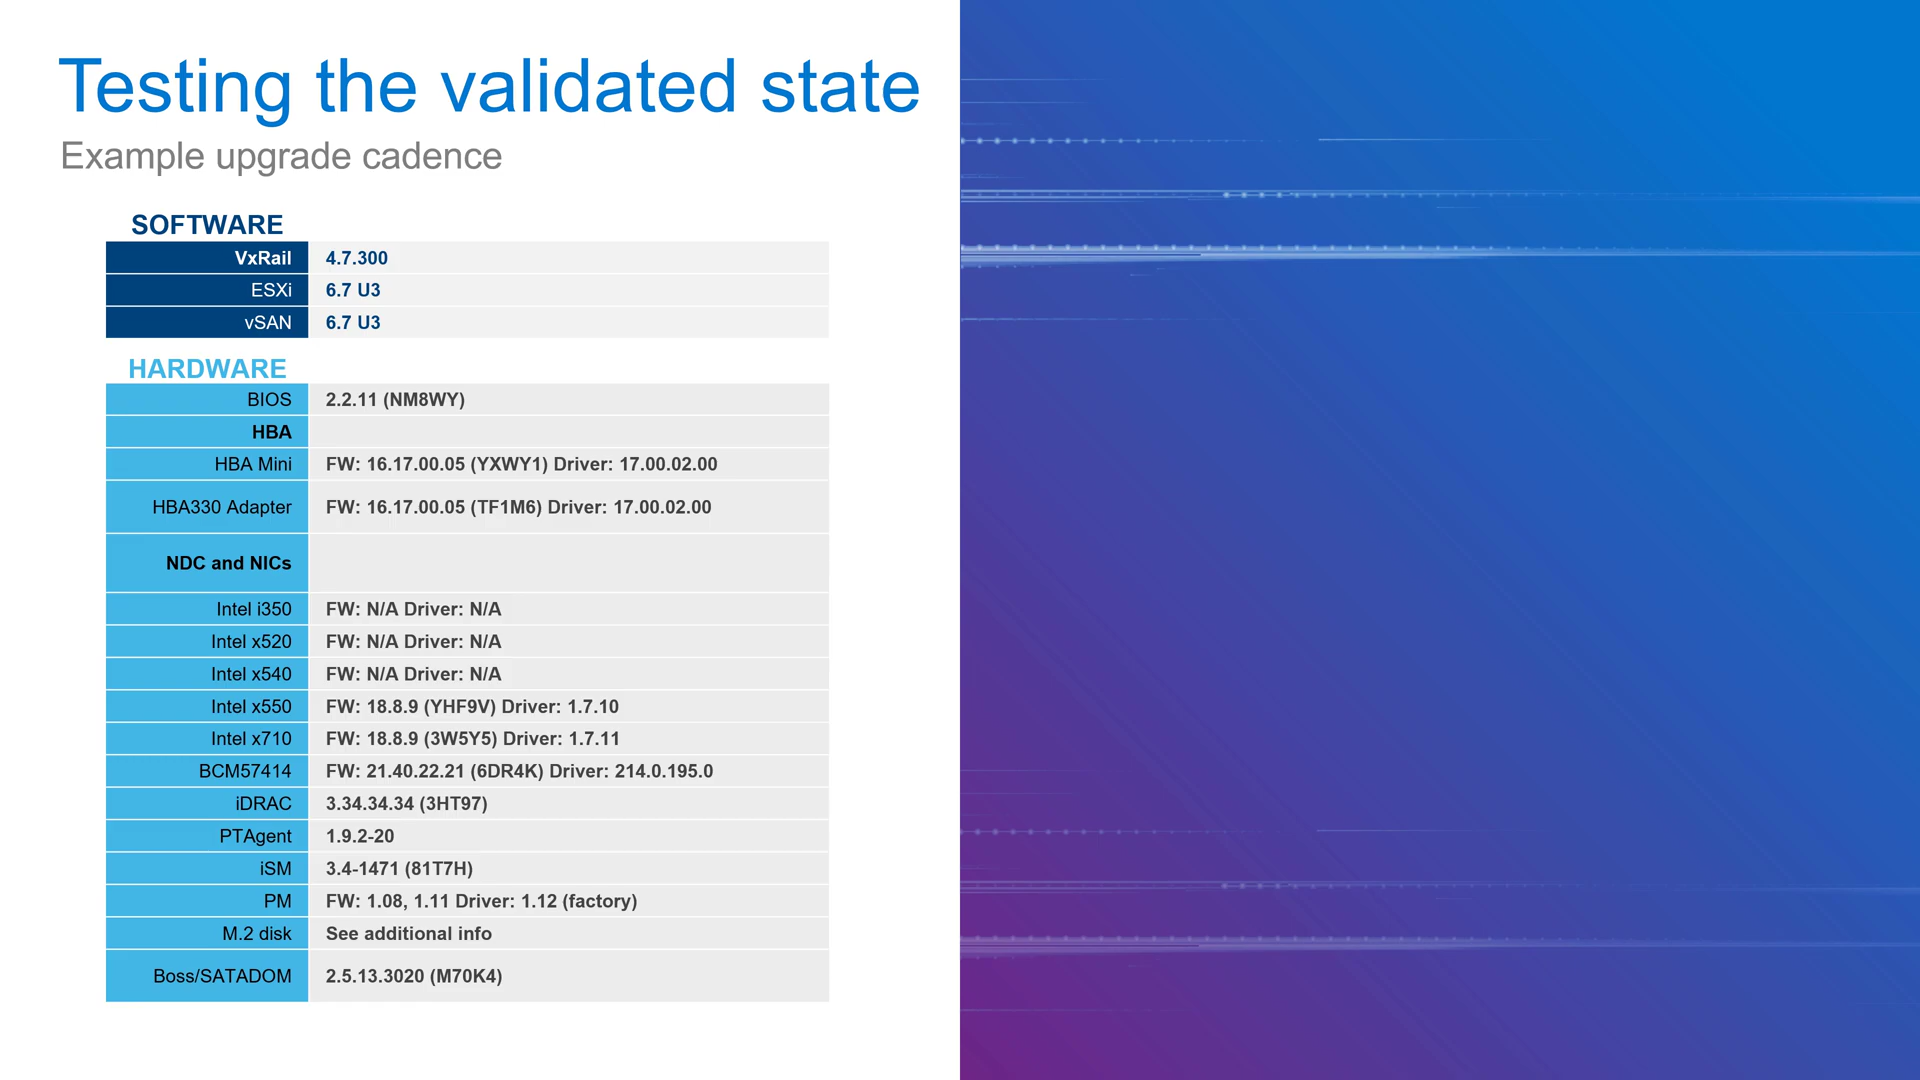 Testing the validated state
Example upgrade cadence
SOFTWARE
VxRail 4.7.300
ESXi 6.7 U3
vSAN 6.7 U3
HARDWARE
BIOS 2.2.11 (NM8WY)
HBA
HBA Mini FW: 16.17.00.05 (YXWY1) Driver: 17.00.02.00
HBA330 Adapter FW: 16.17.00.05 (TF1M6) Driver: 17.00.02.00
NDC and NICs
Intel i350 FW: N/A Driver: N/A
Intel x520 FW: N/A Driver: N/A
Intel x540 FW: N/A Driver: N/A
Intel x550 FW: 18.8.9 (YHF9V) Driver: 1.7.10
Intel x710 FW: 18.8.9 (3W5Y5) Driver: 1.7.11
BCM57414 FW: 21.40.22.21 (6DR4K) Driver: 214.0.195.0
iDRAC 3.34.34.34 (3HT97)
PTAgent 1.9.2-20
iSM 3.4-1471 (81T7H)
PM FW: 1.08, 1.11 Driver: 1.12 (factory)
M.2 disk See additional info
Boss/SATADOM 2.5.13.3020 (M70K4)